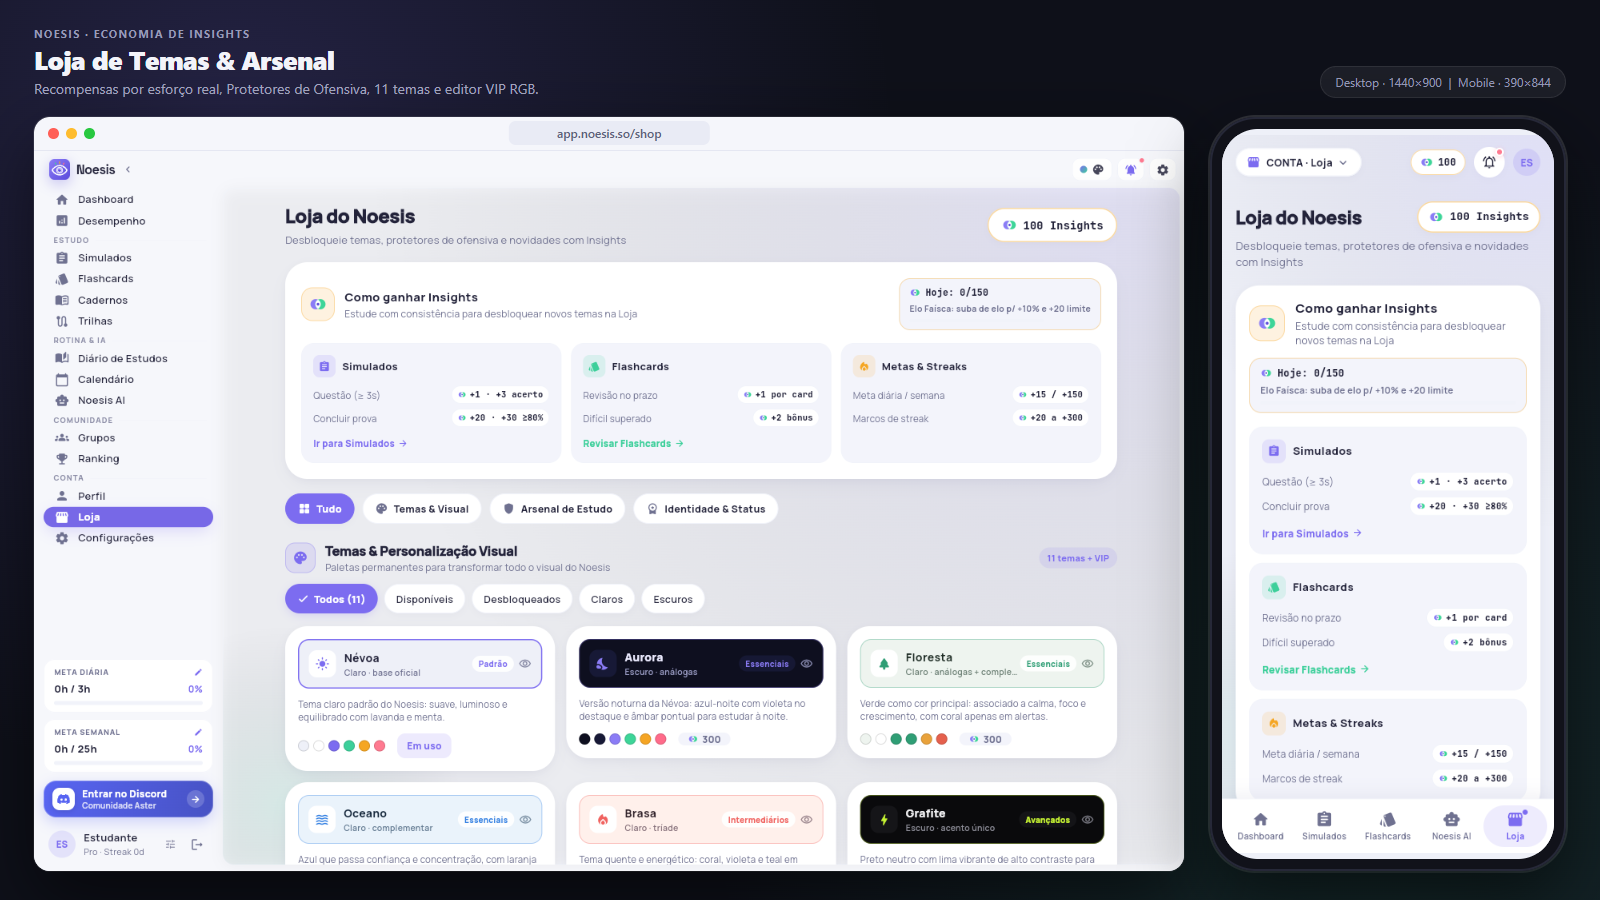 NOESIS · ECONOMIA DE INSIGHTS
Loja de Temas & Arsenal
Recompensas por esforço real, Protetores de Ofensiva, 11 temas e editor VIP RGB.
Desktop · 1440×900 | Mobile · 390×844
app.noesis.so/shop
Noesis
Dashboard
Desempenho
ESTUDO
Simulados
Flashcards
Cadernos
Trilhas
ROTINA & IA
Diário de Estudos
Calendário
Noesis AI
COMUNIDADE
Grupos
Ranking
CONTA
Perfil
Loja
Configurações
META DIÁRIA
0h / 3h 0%
META SEMANAL
0h / 25h 0%
Entrar no Discord
Comunidade Aster
ES
Estudante
Pro · Streak 0d
Loja do Noesis
Desbloqueie temas, protetores de ofensiva e novidades com Insights
100 Insights
Como ganhar Insights
Estude com consistência para desbloquear novos temas na Loja
Hoje: 0/150
Elo Faísca: suba de elo p/ +10% e +20 limite
Simulados
Questão (≥ 3s) +1 · +3 acerto
Concluir prova +20 · +30 ≥80%
Ir para Simulados →
Flashcards
Revisão no prazo +1 por card
Difícil superado +2 bônus
Revisar Flashcards →
Metas & Streaks
Meta diária / semana +15 / +150
Marcos de streak +20 a +300
Tudo
Temas & Visual
Arsenal de Estudo
Identidade & Status
Temas & Personalização Visual
Paletas permanentes para transformar todo o visual do Noesis
11 temas + VIP
Todos (11)
Disponíveis
Desbloqueados
Claros
Escuros
Névoa
Claro · base oficial
Padrão
Tema claro padrão do Noesis: suave, luminoso e
equilibrado com lavanda e menta.
Em uso
Aurora
Escuro · análogas
Essenciais
Versão noturna da Névoa: azul-noite com violeta no
destaque e âmbar pontual para estudar à noite.
300
Floresta
Claro · análogas + comple...
Essenciais
Verde como cor principal: associado a calma, foco e
crescimento, com coral apenas em alertas.
300
Oceano
Claro · complementar
Essenciais
Azul que passa confiança e concentração, com laranja
Brasa
Claro · tríade
Intermediários
Tema quente e energético: coral, violeta e teal em
Grafite
Escuro · acento único
Avançados
Preto neutro com lima vibrante de alto contraste para
CONTA · Loja
100
ES
Loja do Noesis
100 Insights
Desbloqueie temas, protetores de ofensiva e novidades
com Insights
Como ganhar Insights
Estude com consistência para desbloquear
novos temas na Loja
Hoje: 0/150
Elo Faísca: suba de elo p/ +10% e +20 limite
Simulados
Questão (≥ 3s) +1 · +3 acerto
Concluir prova +20 · +30 ≥80%
Ir para Simulados →
Flashcards
Revisão no prazo +1 por card
Difícil superado +2 bônus
Revisar Flashcards →
Metas & Streaks
Meta diária / semana +15 / +150
Marcos de streak +20 a +300
Dashboard
Simulados
Flashcards
Noesis AI
Loja